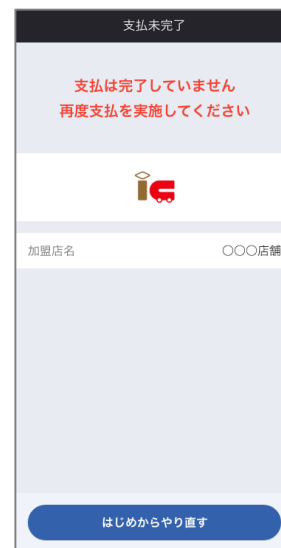 支払未完了
支払は完了していません
再度支払を実施してください
加盟店名 〇〇〇店舗
はじめからやり直す